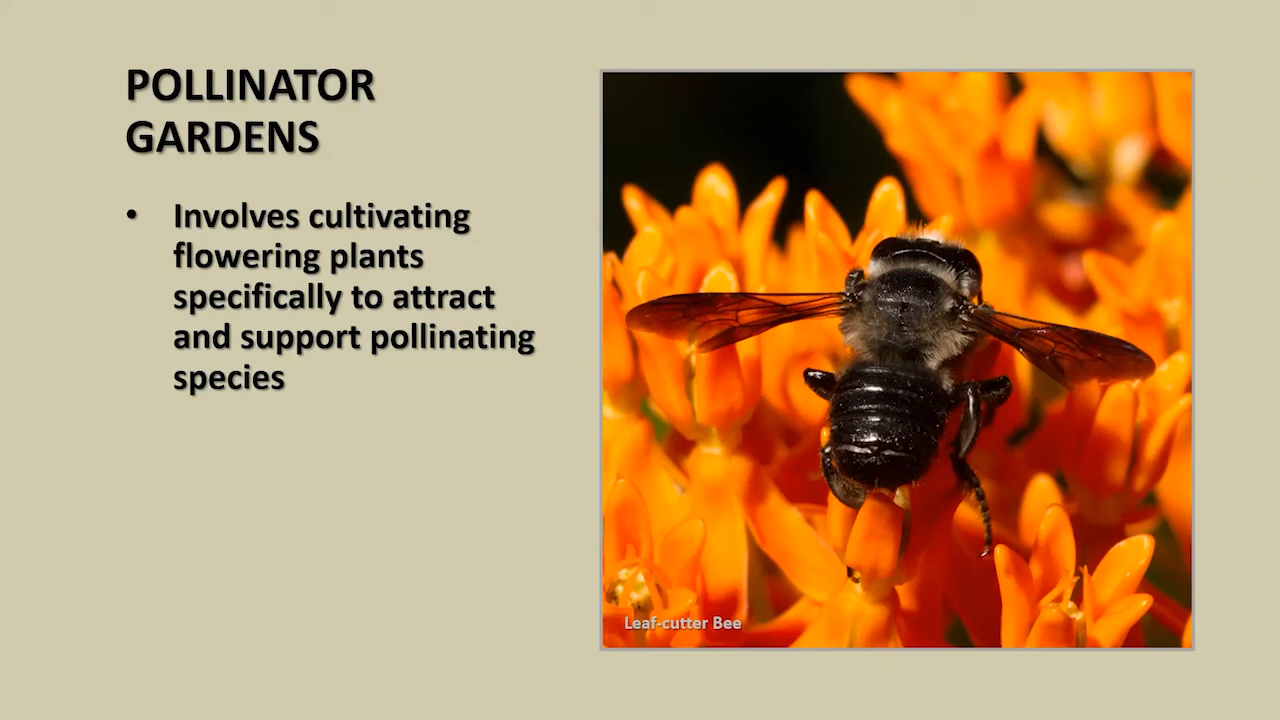 POLLINATOR
GARDENS
• Involves cultivating
flowering plants
specifically to attract
and support pollinating
species
Leaf-cutter Bee